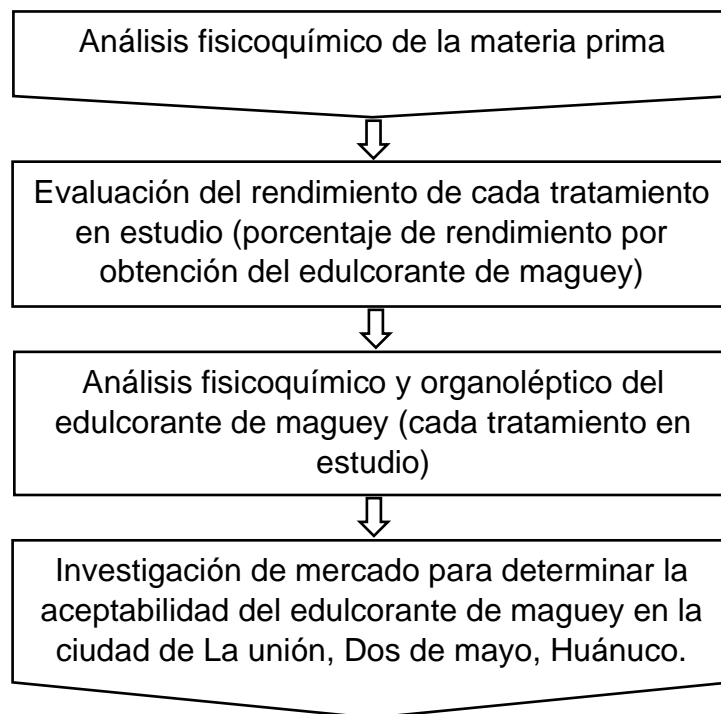 Análisis fisicoquímico de la materia prima
Evaluación del rendimiento de cada tratamiento
en estudio (porcentaje de rendimiento por
obtención del edulcorante de maguey)
Análisis fisicoquímico y organoléptico del
edulcorante de maguey (cada tratamiento en
estudio)
Investigación de mercado para determinar la
aceptabilidad del edulcorante de maguey en la
ciudad de La unión, Dos de mayo, Huánuco.